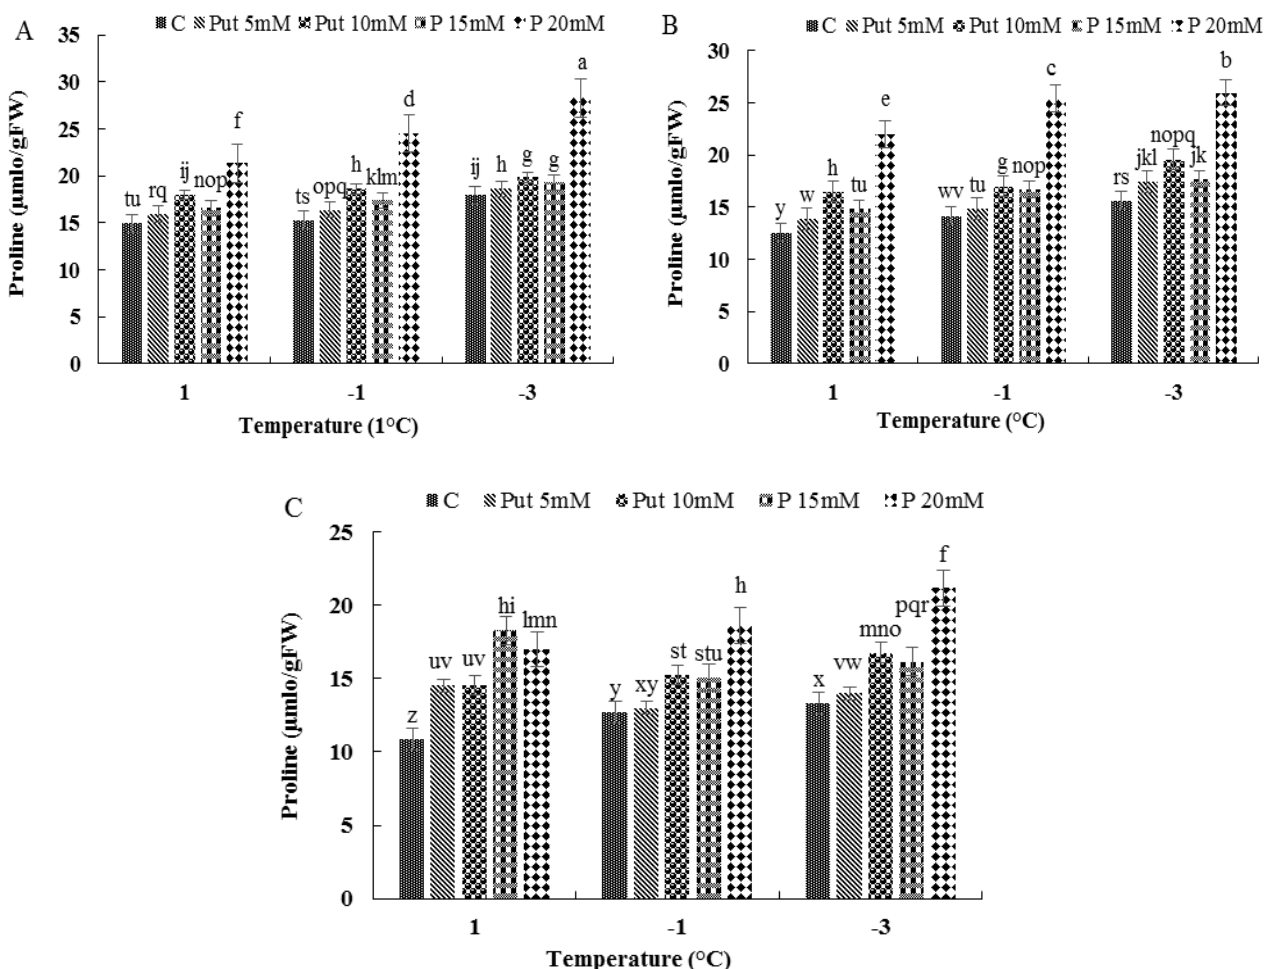 A
C Put 5mM Put 10mM P 15mM P 20mM
35
30
25
20
15
10
5
0
Proline (µmlo/gFW)
tu rq ij nop f
ts opq h klm d
ij h g g a
1 -1 -3
Temperature (1°C)
B
C Put 5mM Put 10mM P 15mM P 20mM
30
25
20
15
10
5
0
Proline (µmlo/gFW)
y w h tu e
wv tu g nop c
rs jkl nopq jk b
1 -1 -3
Temperature (°C)
C
C Put 5mM Put 10mM P 15mM P 20mM
25
20
15
10
5
0
Proline (µmlo/gFW)
z uv uv hi lmn
y xy st stu h
x vw mno pqr f
1 -1 -3
Temperature (°C)